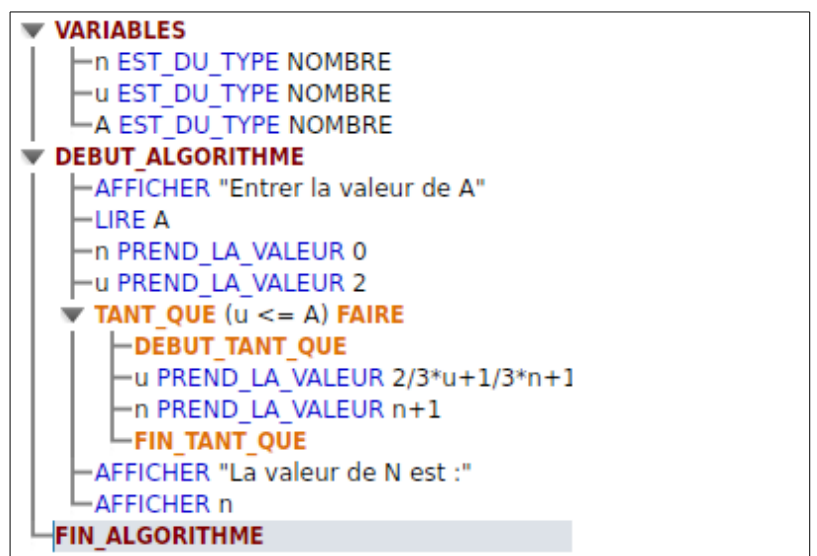 VARIABLES
n EST_DU_TYPE NOMBRE
u EST_DU_TYPE NOMBRE
A EST_DU_TYPE NOMBRE
DEBUT_ALGORITHME
AFFICHER "Entrer la valeur de A"
LIRE A
n PREND_LA_VALEUR 0
u PREND_LA_VALEUR 2
TANT_QUE (u <= A) FAIRE
DEBUT_TANT_QUE
u PREND_LA_VALEUR 2/3*u+1/3*n+1
n PREND_LA_VALEUR n+1
FIN_TANT_QUE
AFFICHER "La valeur de N est :"
AFFICHER n
FIN_ALGORITHME